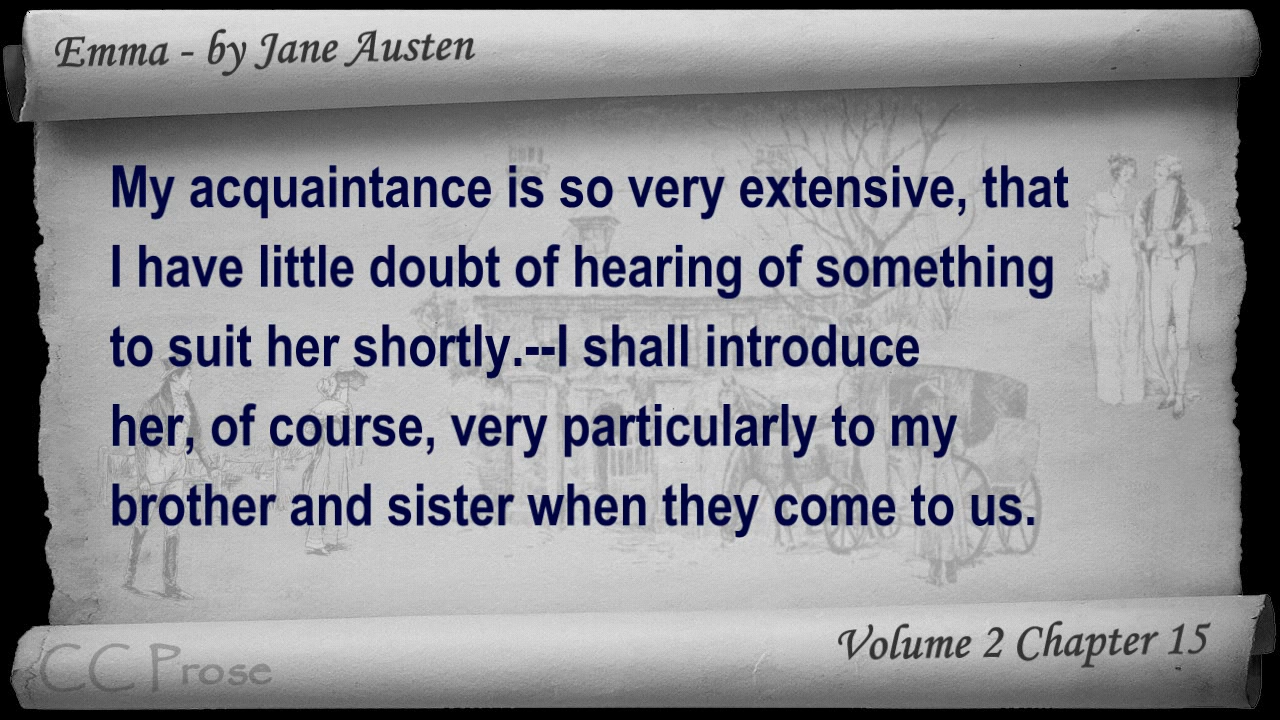 Emma - by Jane Austen
My acquaintance is so very extensive, that
I have little doubt of hearing of something
to suit her shortly.--I shall introduce
her, of course, very particularly to my
brother and sister when they come to us.
Volume 2 Chapter 15
CC Prose